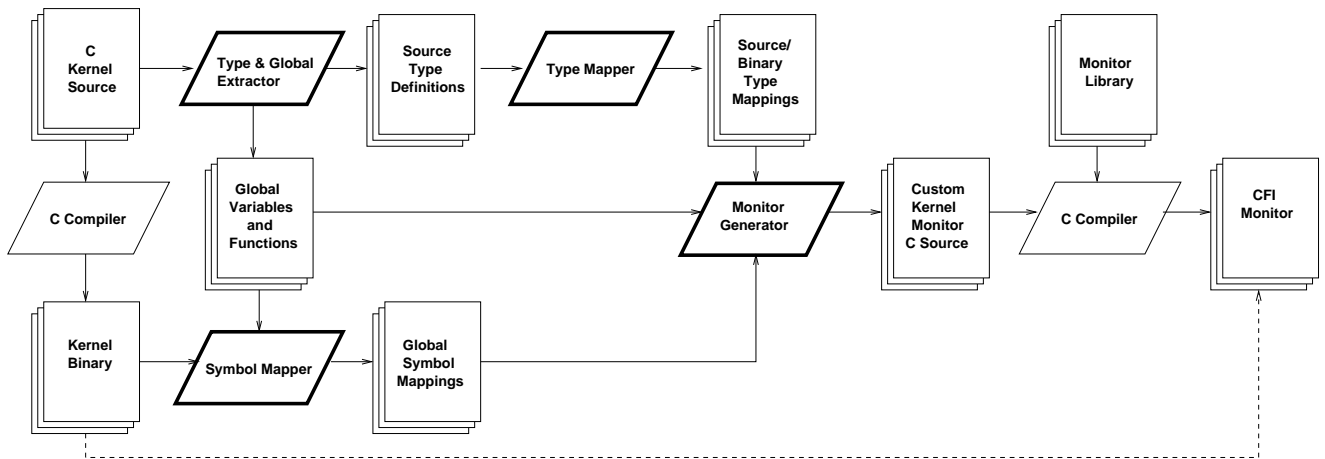 C
Kernel
Source
Type & Global
Extractor
Source
Type
Definitions
Type Mapper
Source/
Binary
Type
Mappings
Monitor
Library
C Compiler
Global
Variables
and
Functions
Monitor
Generator
Custom
Kernel
Monitor
C Source
C Compiler
CFI
Monitor
Kernel
Binary
Symbol Mapper
Global
Symbol
Mappings